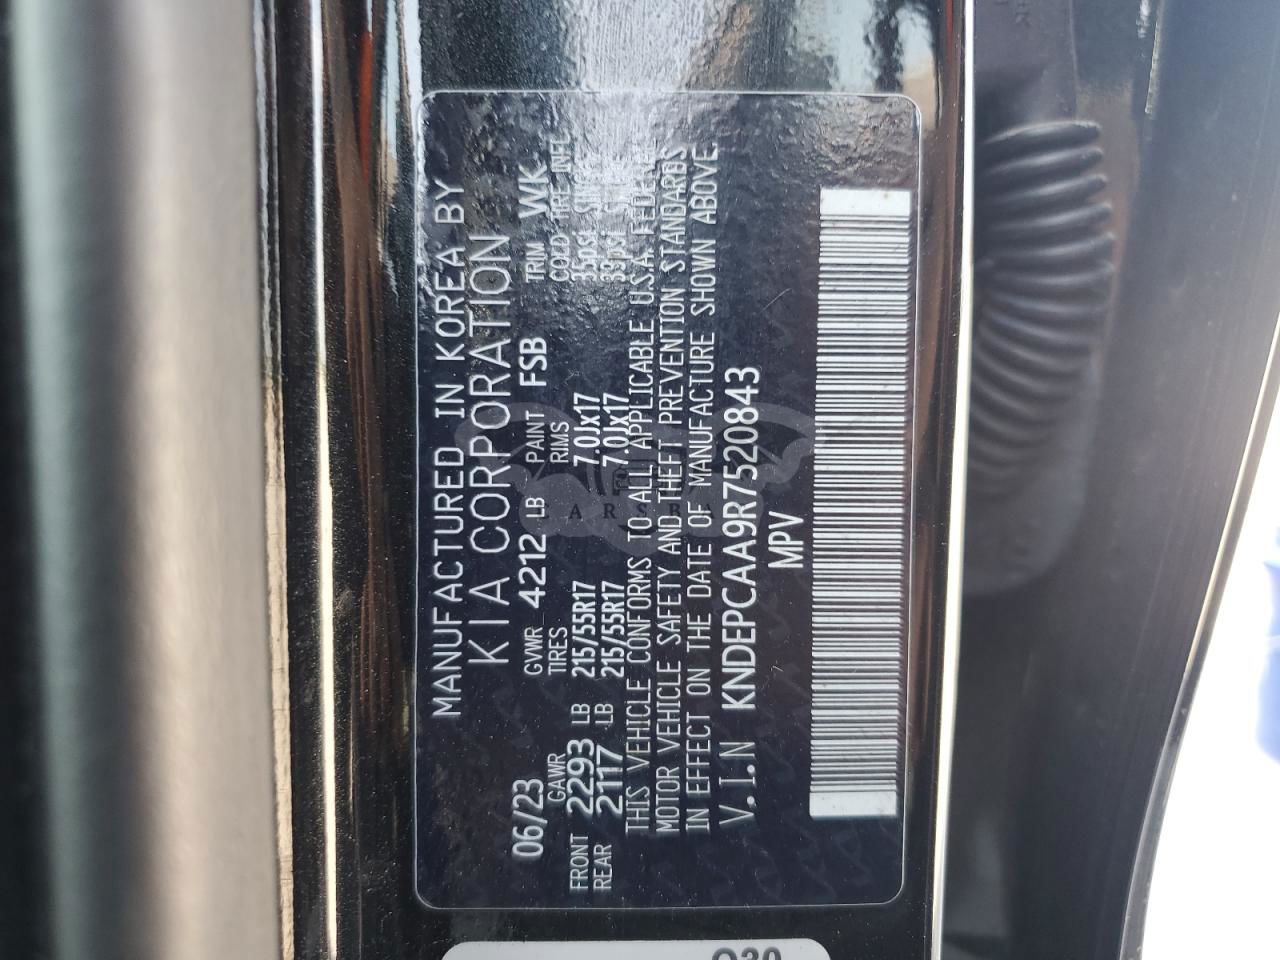 MANUFACTURED IN KOREA BY
KIA CORPORATION
06/23 GVWR 4212 LB PAINT FSB TRIM WK
GAWR TIRES RIMS COLD TIRE INFL
FRONT 2293 LB 215/55R17 7.0Jx17 35psi
REAR 2117 LB 215/55R17 7.0Jx17 39psi
THIS VEHICLE CONFORMS TO ALL APPLICABLE U.S.A. FEDERAL
MOTOR VEHICLE SAFETY AND THEFT PREVENTION STANDARDS
IN EFFECT ON THE DATE OF MANUFACTURE SHOWN ABOVE.
V.I.N KNDEPCAA9R7520843
MPV